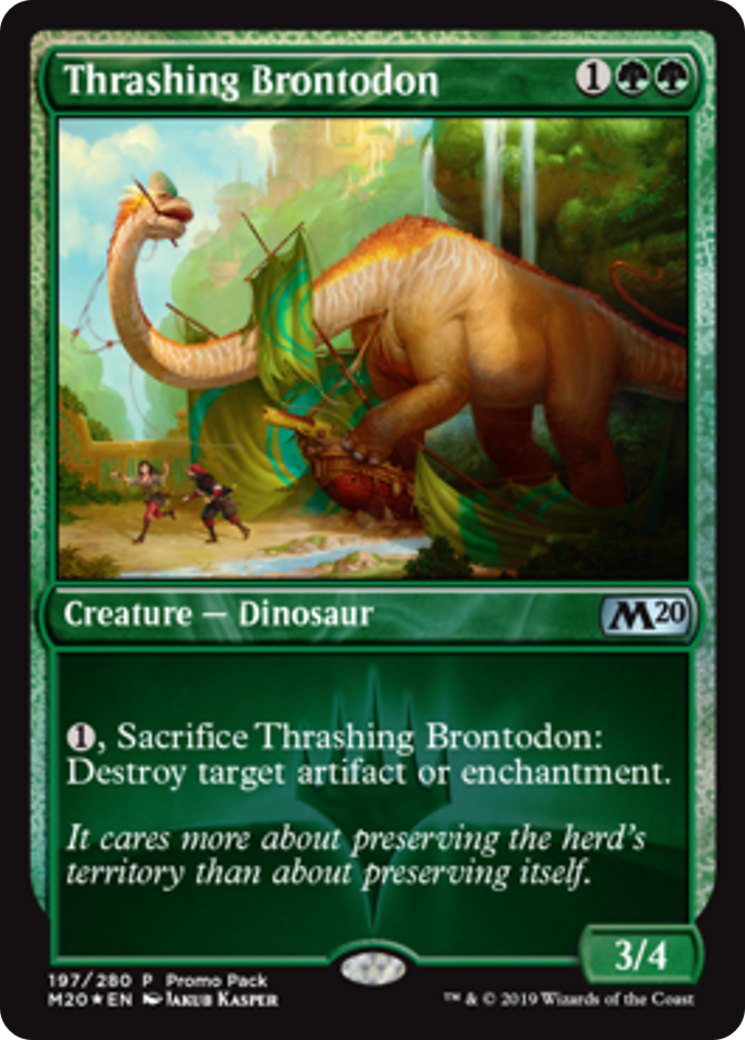 Thrashing Brontodon 1
Creature — Dinosaur M20
1, Sacrifice Thrashing Brontodon:
Destroy target artifact or enchantment.
It cares more about preserving the herd's
territory than about preserving itself.
3/4
197/280 P Promo Pack
M20★EN Jakub Kasper ™ & © 2019 Wizards of the Coast